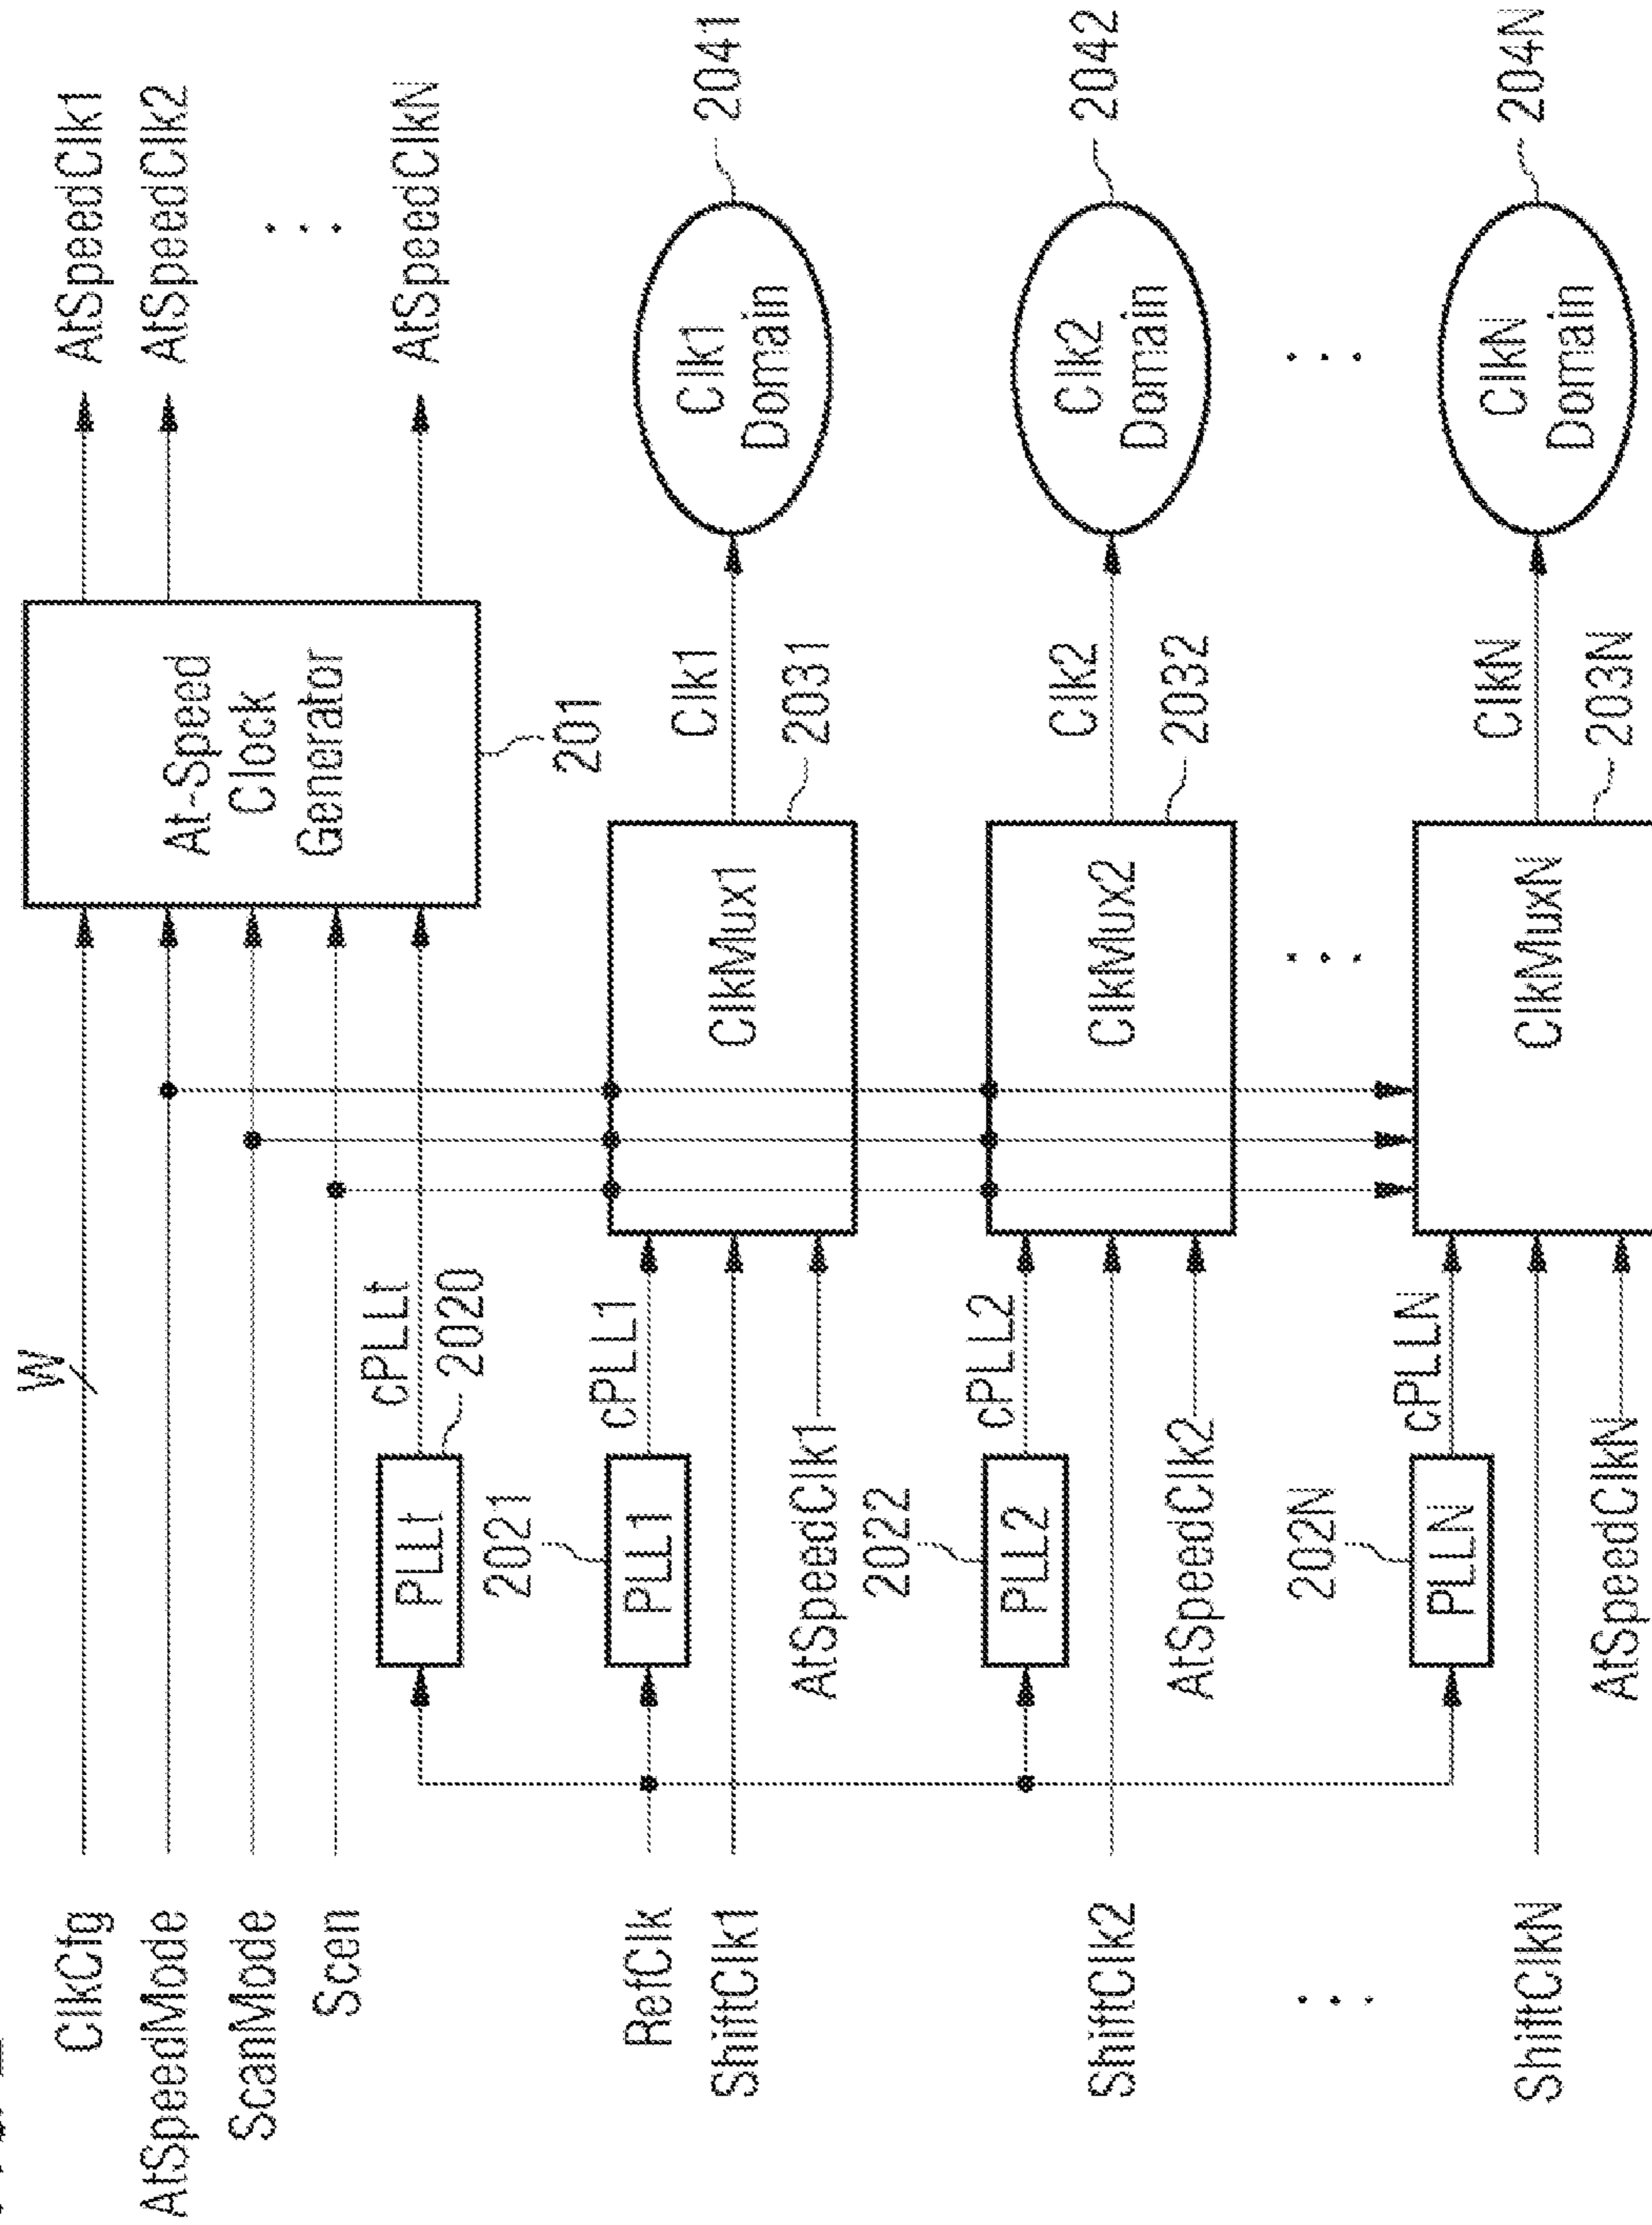 ClkCfg
AtSpeedMode
ScanMode
Scen
RefClk
ShiftClk1
ShiftClk2
ShiftClkN
W
PLLt
cPLLt
2020
2021
PLL1
cPLL1
AtSpeedClk1
2022
PLL2
cPLL2
AtSpeedClk2
202N
PLLN
cPLLN
AtSpeedClkN
At-Speed
Clock
Generator
201
AtSpeedClk1
AtSpeedClk2
AtSpeedClkN
ClkMux1
Clk1
2031
Clk1
Domain
2041
ClkMux2
Clk2
2032
Clk2
Domain
2042
ClkMuxN
ClkN
203N
ClkN
Domain
204N